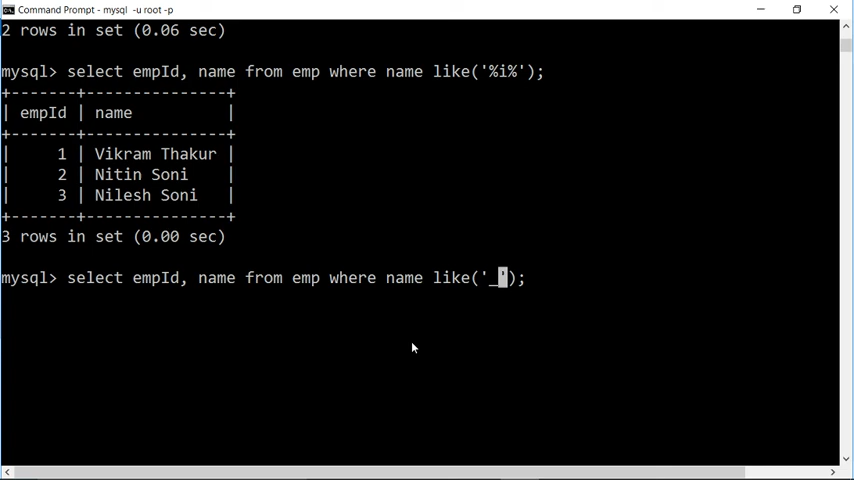 Command Prompt - mysql -u root -p
2 rows in set (0.06 sec)
mysql> select empId, name from emp where name like('%i%');
+-------+---------------+
| empId | name          |
+-------+---------------+
|     1 | Vikram Thakur |
|     2 | Nitin Soni    |
|     3 | Nilesh Soni   |
+-------+---------------+
3 rows in set (0.00 sec)
mysql> select empId, name from emp where name like('_');